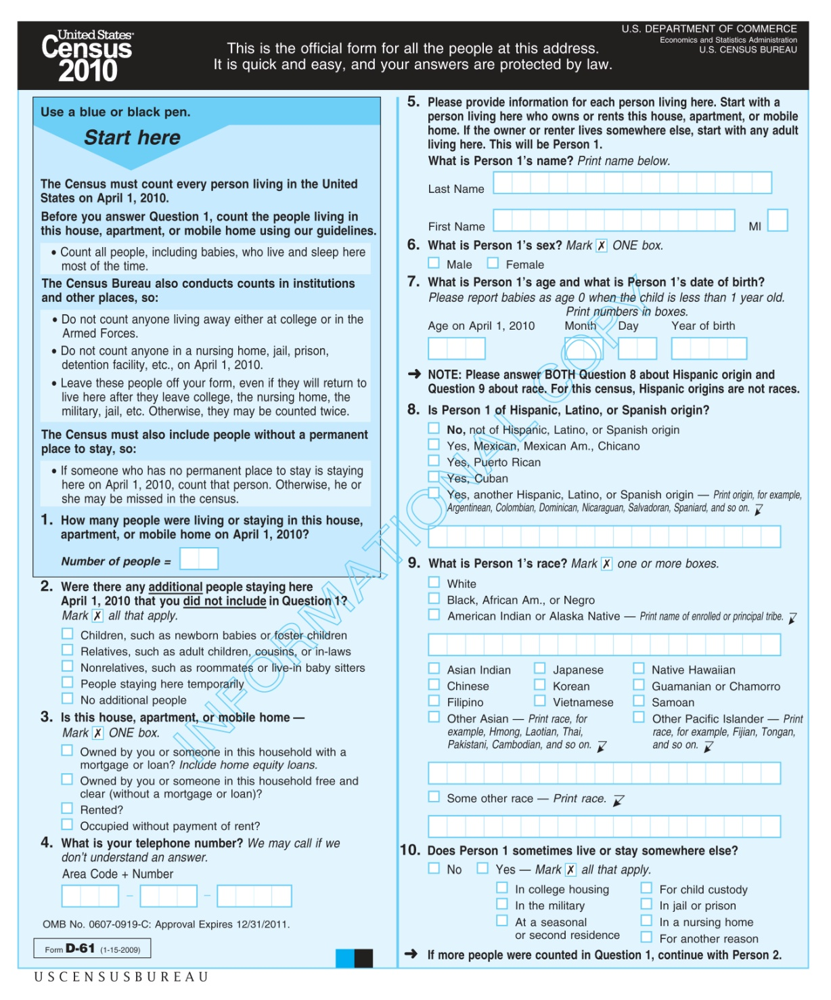 United States®
Census
2010
This is the official form for all the people at this address.
It is quick and easy, and your answers are protected by law.
U.S. DEPARTMENT OF COMMERCE
Economics and Statistics Administration
U.S. CENSUS BUREAU
Use a blue or black pen.
Start here
The Census must count every person living in the United
States on April 1, 2010.
Before you answer Question 1, count the people living in
this house, apartment, or mobile home using our guidelines.
• Count all people, including babies, who live and sleep here
most of the time.
The Census Bureau also conducts counts in institutions
and other places, so:
• Do not count anyone living away either at college or in the
Armed Forces.
• Do not count anyone in a nursing home, jail, prison,
detention facility, etc., on April 1, 2010.
• Leave these people off your form, even if they will return to
live here after they leave college, the nursing home, the
military, jail, etc. Otherwise, they may be counted twice.
The Census must also include people without a permanent
place to stay, so:
• If someone who has no permanent place to stay is staying
here on April 1, 2010, count that person. Otherwise, he or
she may be missed in the census.
1. How many people were living or staying in this house,
apartment, or mobile home on April 1, 2010?
Number of people =
2. Were there any additional people staying here
April 1, 2010 that you did not include in Question 1?
Mark ✗ all that apply.
Children, such as newborn babies or foster children
Relatives, such as adult children, cousins, or in-laws
Nonrelatives, such as roommates or live-in baby sitters
People staying here temporarily
No additional people
3. Is this house, apartment, or mobile home —
Mark ✗ ONE box.
Owned by you or someone in this household with a
mortgage or loan? Include home equity loans.
Owned by you or someone in this household free and
clear (without a mortgage or loan)?
Rented?
Occupied without payment of rent?
4. What is your telephone number? We may call if we
don't understand an answer.
Area Code + Number
– –
OMB No. 0607-0919-C: Approval Expires 12/31/2011.
Form D-61 (1-15-2009)
USCENSUSBUREAU
5. Please provide information for each person living here. Start with a
person living here who owns or rents this house, apartment, or mobile
home. If the owner or renter lives somewhere else, start with any adult
living here. This will be Person 1.
What is Person 1's name? Print name below.
Last Name
First Name MI
6. What is Person 1's sex? Mark ✗ ONE box.
Male Female
7. What is Person 1's age and what is Person 1's date of birth?
Please report babies as age 0 when the child is less than 1 year old.
Print numbers in boxes.
Age on April 1, 2010 Month Day Year of birth
➜ NOTE: Please answer BOTH Question 8 about Hispanic origin and
Question 9 about race. For this census, Hispanic origins are not races.
8. Is Person 1 of Hispanic, Latino, or Spanish origin?
No, not of Hispanic, Latino, or Spanish origin
Yes, Mexican, Mexican Am., Chicano
Yes, Puerto Rican
Yes, Cuban
Yes, another Hispanic, Latino, or Spanish origin — Print origin, for example,
Argentinean, Colombian, Dominican, Nicaraguan, Salvadoran, Spaniard, and so on.
9. What is Person 1's race? Mark ✗ one or more boxes.
White
Black, African Am., or Negro
American Indian or Alaska Native — Print name of enrolled or principal tribe.
Asian Indian Japanese Native Hawaiian
Chinese Korean Guamanian or Chamorro
Filipino Vietnamese Samoan
Other Asian — Print race, for
example, Hmong, Laotian, Thai,
Pakistani, Cambodian, and so on.
Other Pacific Islander — Print
race, for example, Fijian, Tongan,
and so on.
Some other race — Print race.
10. Does Person 1 sometimes live or stay somewhere else?
No Yes — Mark ✗ all that apply.
In college housing For child custody
In the military In jail or prison
At a seasonal
or second residence
In a nursing home
For another reason
➜ If more people were counted in Question 1, continue with Person 2.
INFORMATIONAL COPY